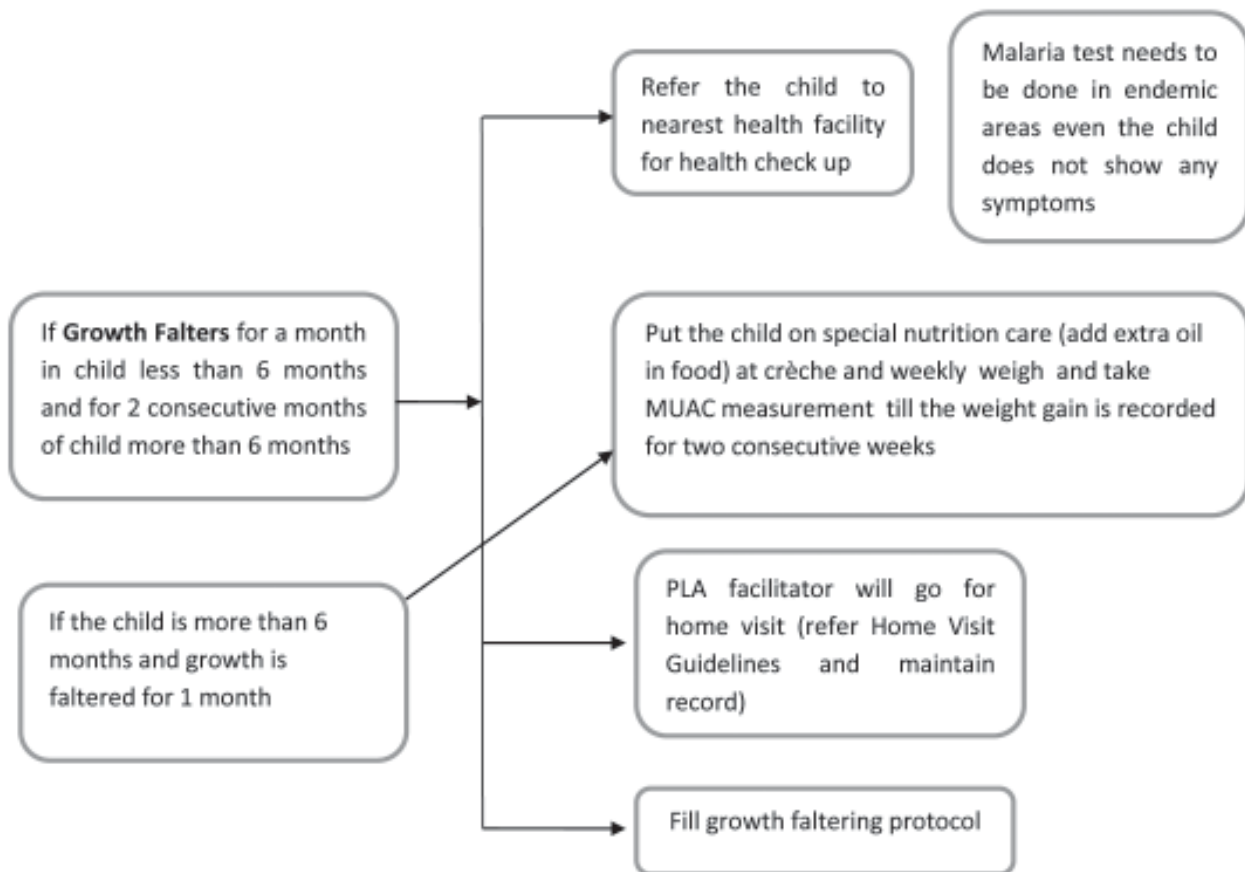 Refer the child to
nearest health facility
for health check up
Malaria test needs to
be done in endemic
areas even the child
does not show any
symptoms
If Growth Falters for a month
in child less than 6 months
and for 2 consecutive months
of child more than 6 months
Put the child on special nutrition care (add extra oil
in food) at crèche and weekly weigh and take
MUAC measurement till the weight gain is recorded
for two consecutive weeks
If the child is more than 6
months and growth is
faltered for 1 month
PLA facilitator will go for
home visit (refer Home Visit
Guidelines and maintain
record)
Fill growth faltering protocol